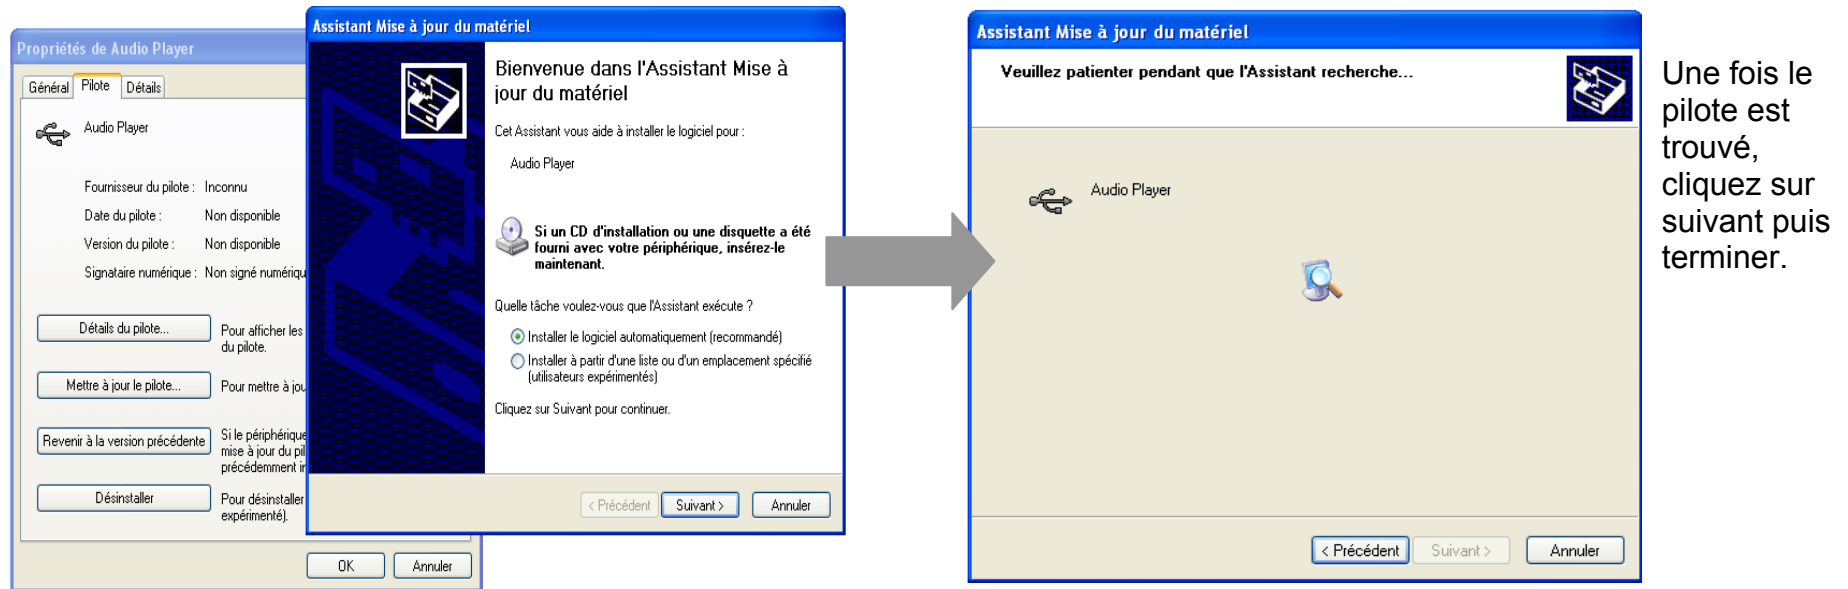 Propriétés de Audio Player
Général
Pilote
Détails
Audio Player
Fournisseur du pilote :
Inconnu
Date du pilote :
Non disponible
Version du pilote :
Non disponible
Signataire numérique :
Non signé numériqu
Détails du pilote...
Pour afficher les
du pilote.
Mettre à jour le pilote...
Pour mettre à jou
Revenir à la version précédente
Si le périphérique
mise à jour du pil
précédemment in
Désinstaller
Pour désinstaller
expérimenté).
OK
Annuler
Assistant Mise à jour du matériel
Bienvenue dans l'Assistant Mise à
jour du matériel
Cet Assistant vous aide à installer le logiciel pour :
Audio Player
Si un CD d'installation ou une disquette a été
fourni avec votre périphérique, insérez-le
maintenant.
Quelle tâche voulez-vous que l'Assistant exécute ?
Installer le logiciel automatiquement (recommandé)
Installer à partir d'une liste ou d'un emplacement spécifié
(utilisateurs expérimentés)
Cliquez sur Suivant pour continuer.
< Précédent
Suivant >
Annuler
Assistant Mise à jour du matériel
Veuillez patienter pendant que l'Assistant recherche...
Audio Player
< Précédent
Suivant >
Annuler
Une fois le
pilote est
trouvé,
cliquez sur
suivant puis
terminer.